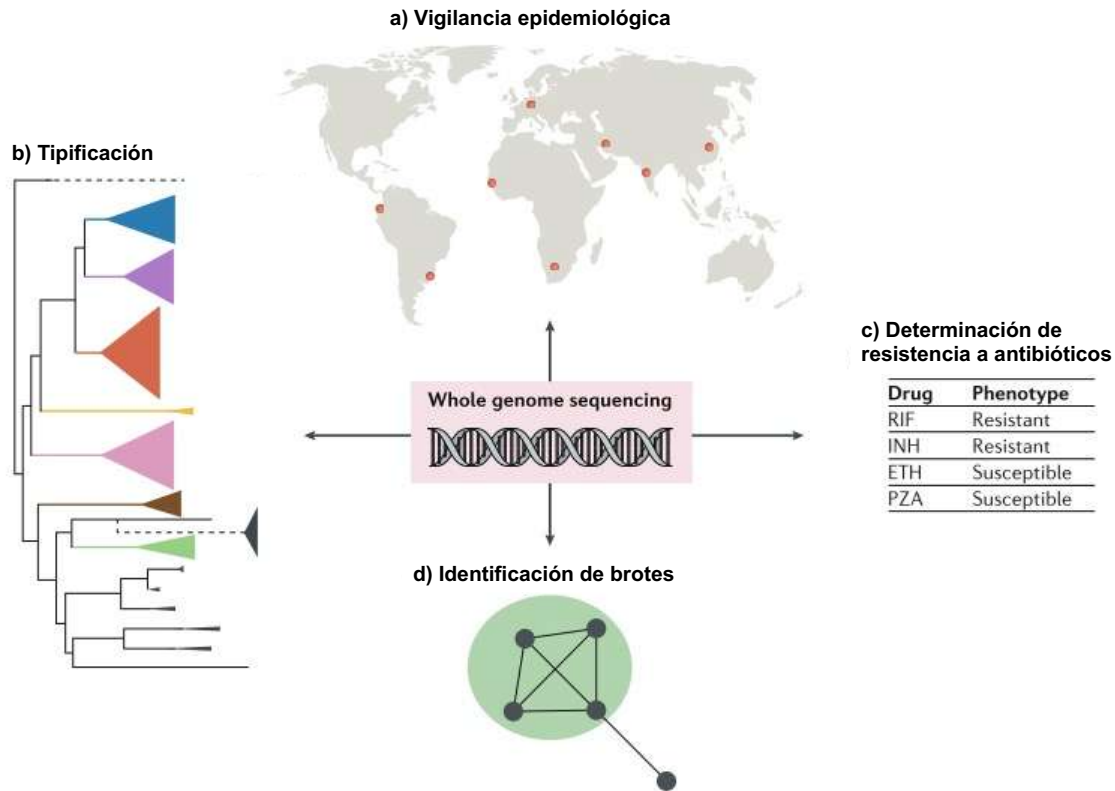 a) Vigilancia epidemiológica
b) Tipificación
c) Determinación de
resistencia a antibióticos
Drug Phenotype
RIF Resistant
INH Resistant
ETH Susceptible
PZA Susceptible
Whole genome sequencing
d) Identificación de brotes